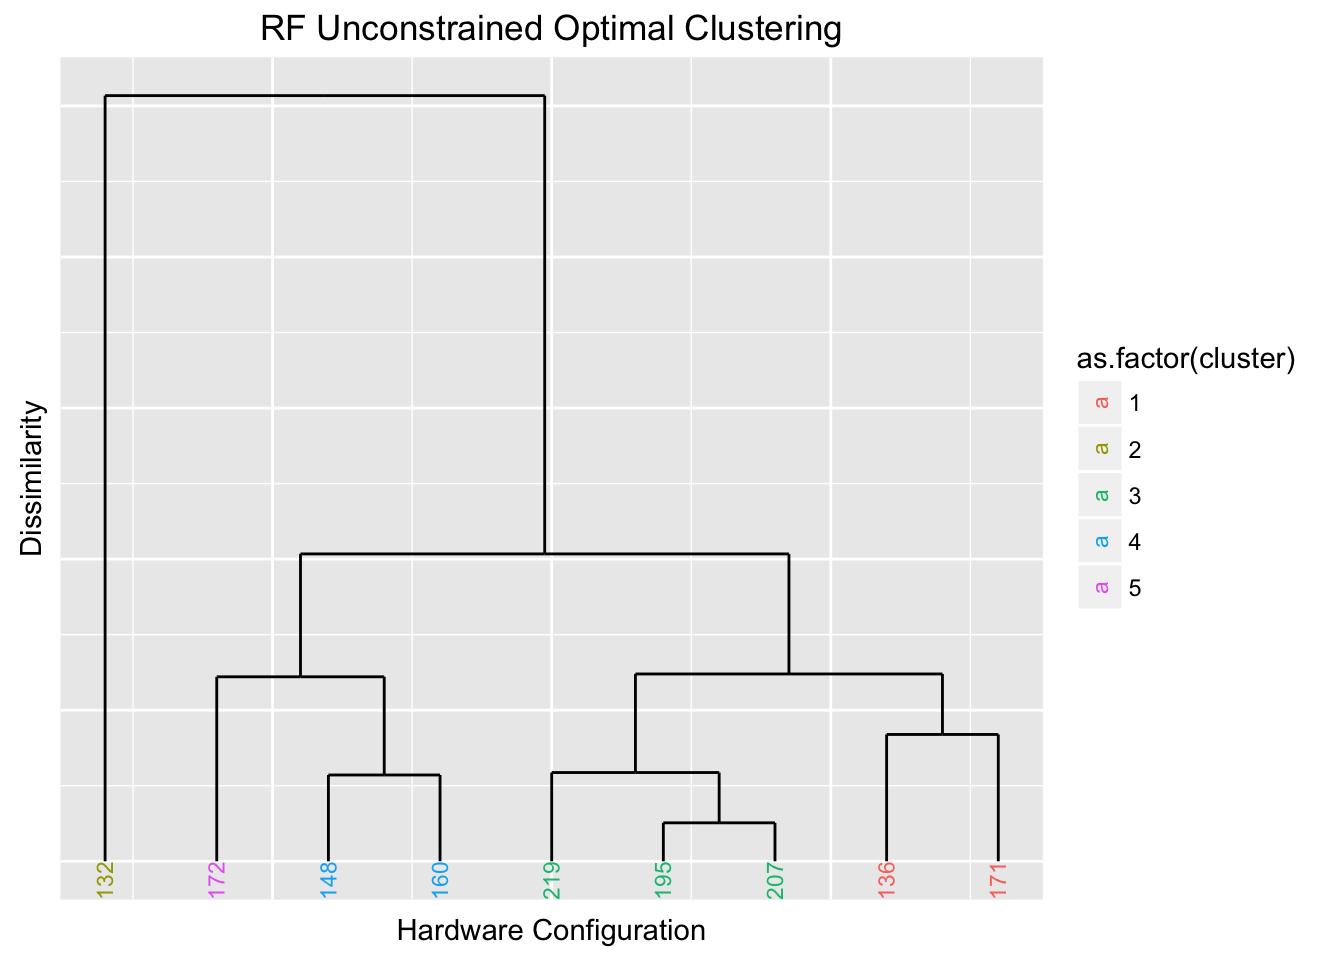 RF Unconstrained Optimal Clustering
Dissimilarity
132 172 148 160 219 195 207 136 171
Hardware Configuration
as.factor(cluster)
a 1
a 2
a 3
a 4
a 5